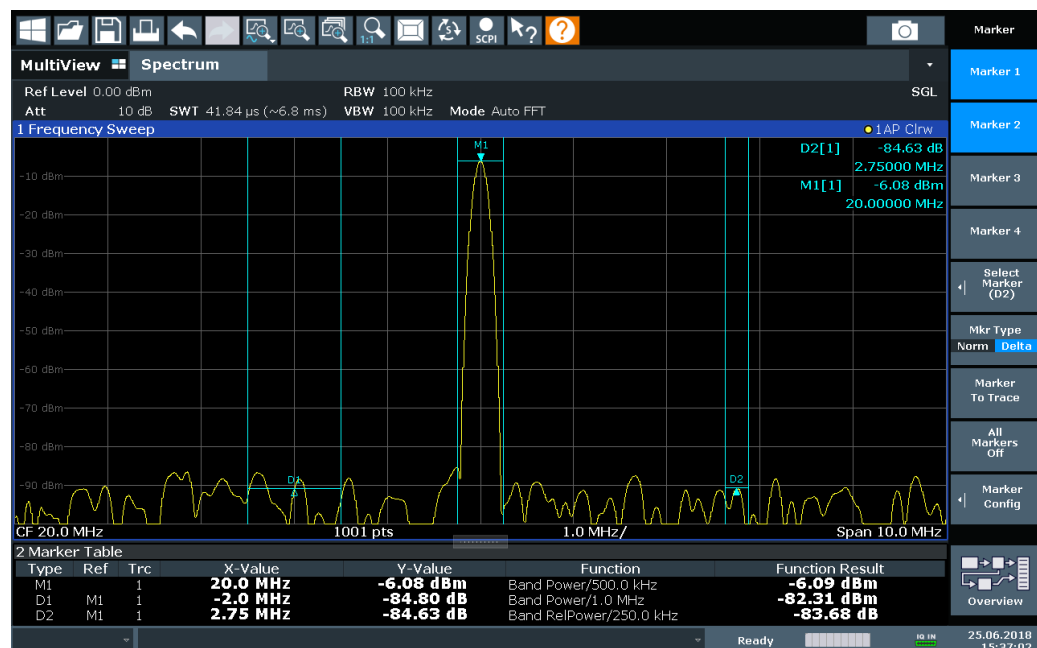 1:1 SCPI ?
Marker
MultiView Spectrum
Ref Level 0.00 dBm RBW 100 kHz SGL
Att 10 dB SWT 41.84 µs (~6.8 ms) VBW 100 kHz Mode Auto FFT
1 Frequency Sweep 1AP Clrw
M1
D2[1] -84.63 dB
2.75000 MHz
M1[1] -6.08 dBm
20.00000 MHz
-10 dBm
-20 dBm
-30 dBm
-40 dBm
-50 dBm
-60 dBm
-70 dBm
-80 dBm
-90 dBm
D1
D2
CF 20.0 MHz 1001 pts 1.0 MHz/ Span 10.0 MHz
2 Marker Table
Type Ref Trc X-Value Y-Value Function Function Result
M1 1 20.0 MHz -6.08 dBm Band Power/500.0 kHz -6.09 dBm
D1 M1 1 -2.0 MHz -84.80 dB Band Power/1.0 MHz -82.31 dBm
D2 M1 1 2.75 MHz -84.63 dB Band RelPower/250.0 kHz -83.68 dB
Marker 1
Marker 2
Marker 3
Marker 4
Select
Marker
(D2)
Mkr Type
Norm Delta
Marker
To Trace
All
Markers
Off
Marker
Config
Overview
Ready IQ IN 25.06.2018
15:37:02